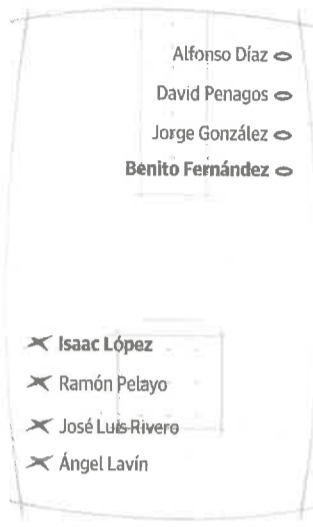 Alfonso Díaz
David Penagos
Jorge González
Benito Fernández
Isaac López
Ramón Pelayo
José Luis Rivero
Ángel Lavín